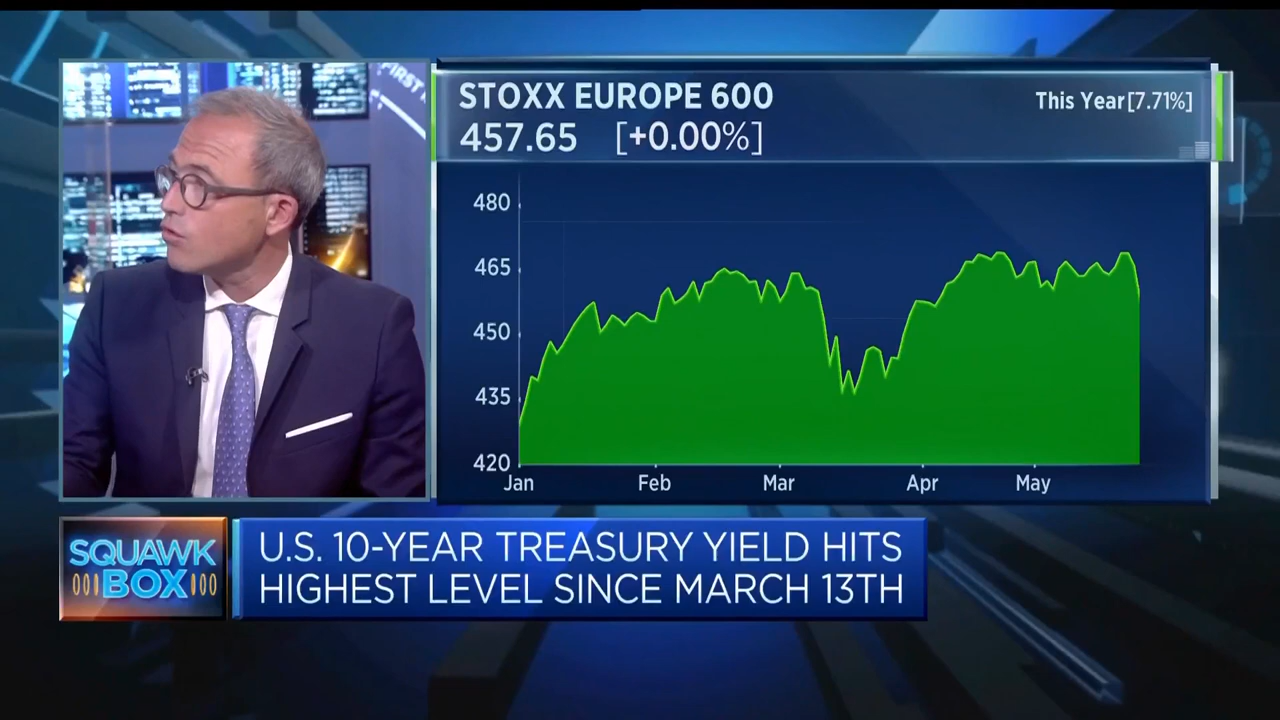 FIRST
STOXX EUROPE 600
This Year[7.71%]
457.65 [+0.00%]
480
465
450
435
420
Jan Feb Mar Apr May
SQUAWK
BOX
U.S. 10-YEAR TREASURY YIELD HITS
HIGHEST LEVEL SINCE MARCH 13TH